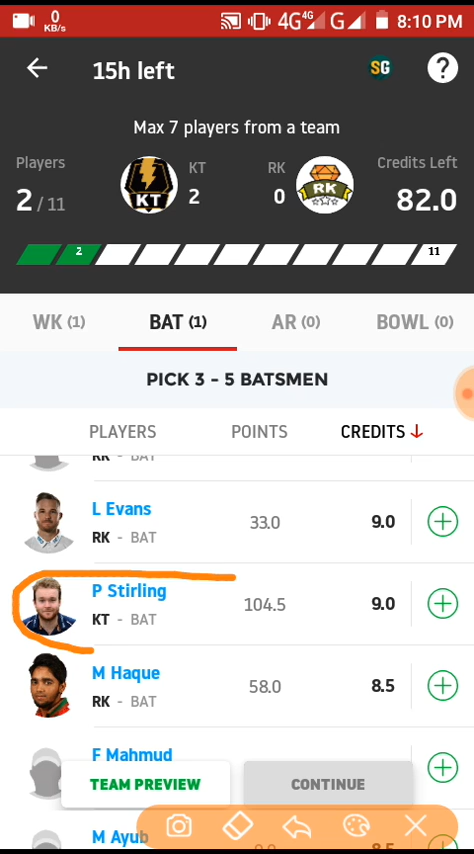 0
KB/s
4G 4G G 8:10 PM
15h left
SG
?
Max 7 players from a team
Players
2 / 11
KT
KT
2
RK
0
RK
Credits Left
82.0
2
11
WK (1) BAT (1) AR (0) BOWL (0)
PICK 3 - 5 BATSMEN
PLAYERS POINTS CREDITS
RK - BAT
L Evans
RK - BAT
33.0
9.0
P Stirling
KT - BAT
104.5
9.0
M Haque
RK - BAT
58.0
8.5
F Mahmud
TEAM PREVIEW
CONTINUE
M Ayub